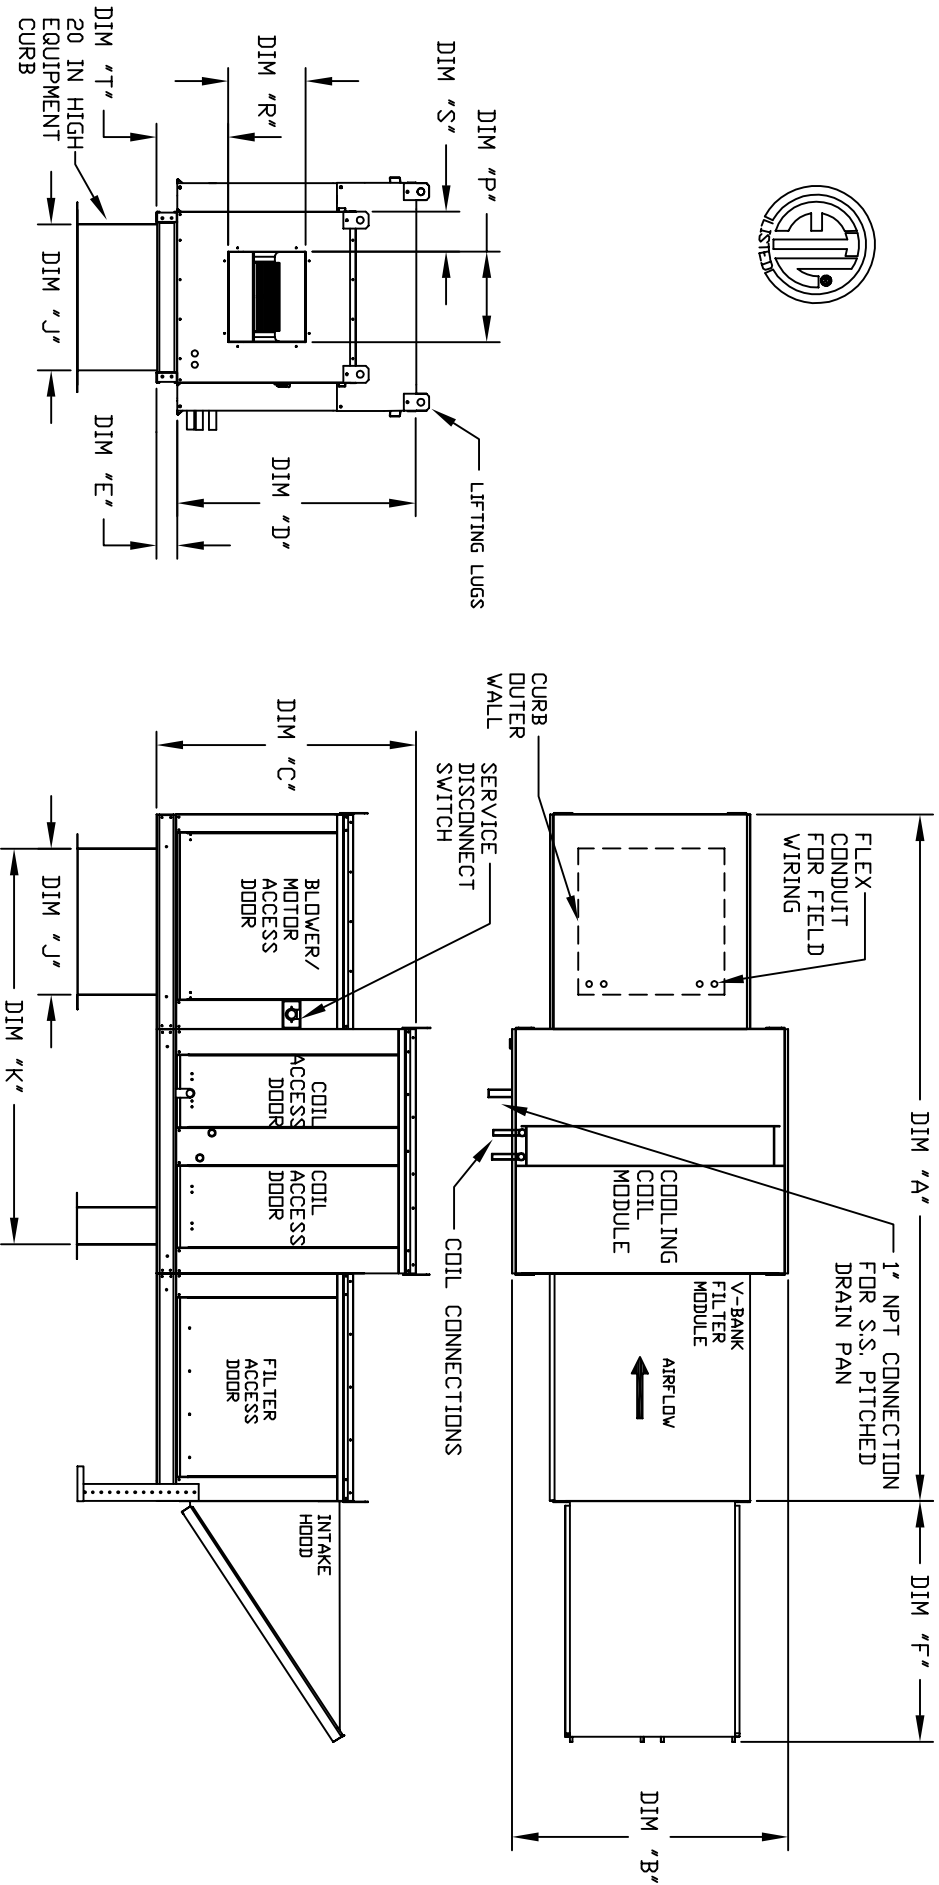 LISTED
DIM "A"
DIM "F"
FLEX
CONDUIT
FOR FIELD
WIRING
1" NPT CONNECTION
FOR S.S. PITCHED
DRAIN PAN
V-BANK
FILTER
MODULE
AIRFLOW
COOLING
COIL
MODULE
DIM "B"
CURB
OUTER
WALL
COIL CONNECTIONS
SERVICE
DISCONNECT
SWITCH
DIM "P"
DIM "S"
LIFTING LUGS
DIM "R"
DIM "D"
DIM "T"
20 IN HIGH
EQUIPMENT
CURB
DIM "J"
DIM "E"
DIM "C"
BLOWER/
MOTOR
ACCESS
DOOR
COIL
ACCESS
DOOR
COIL
ACCESS
DOOR
FILTER
ACCESS
DOOR
INTAKE
HOOD
DIM "J"
DIM "K"